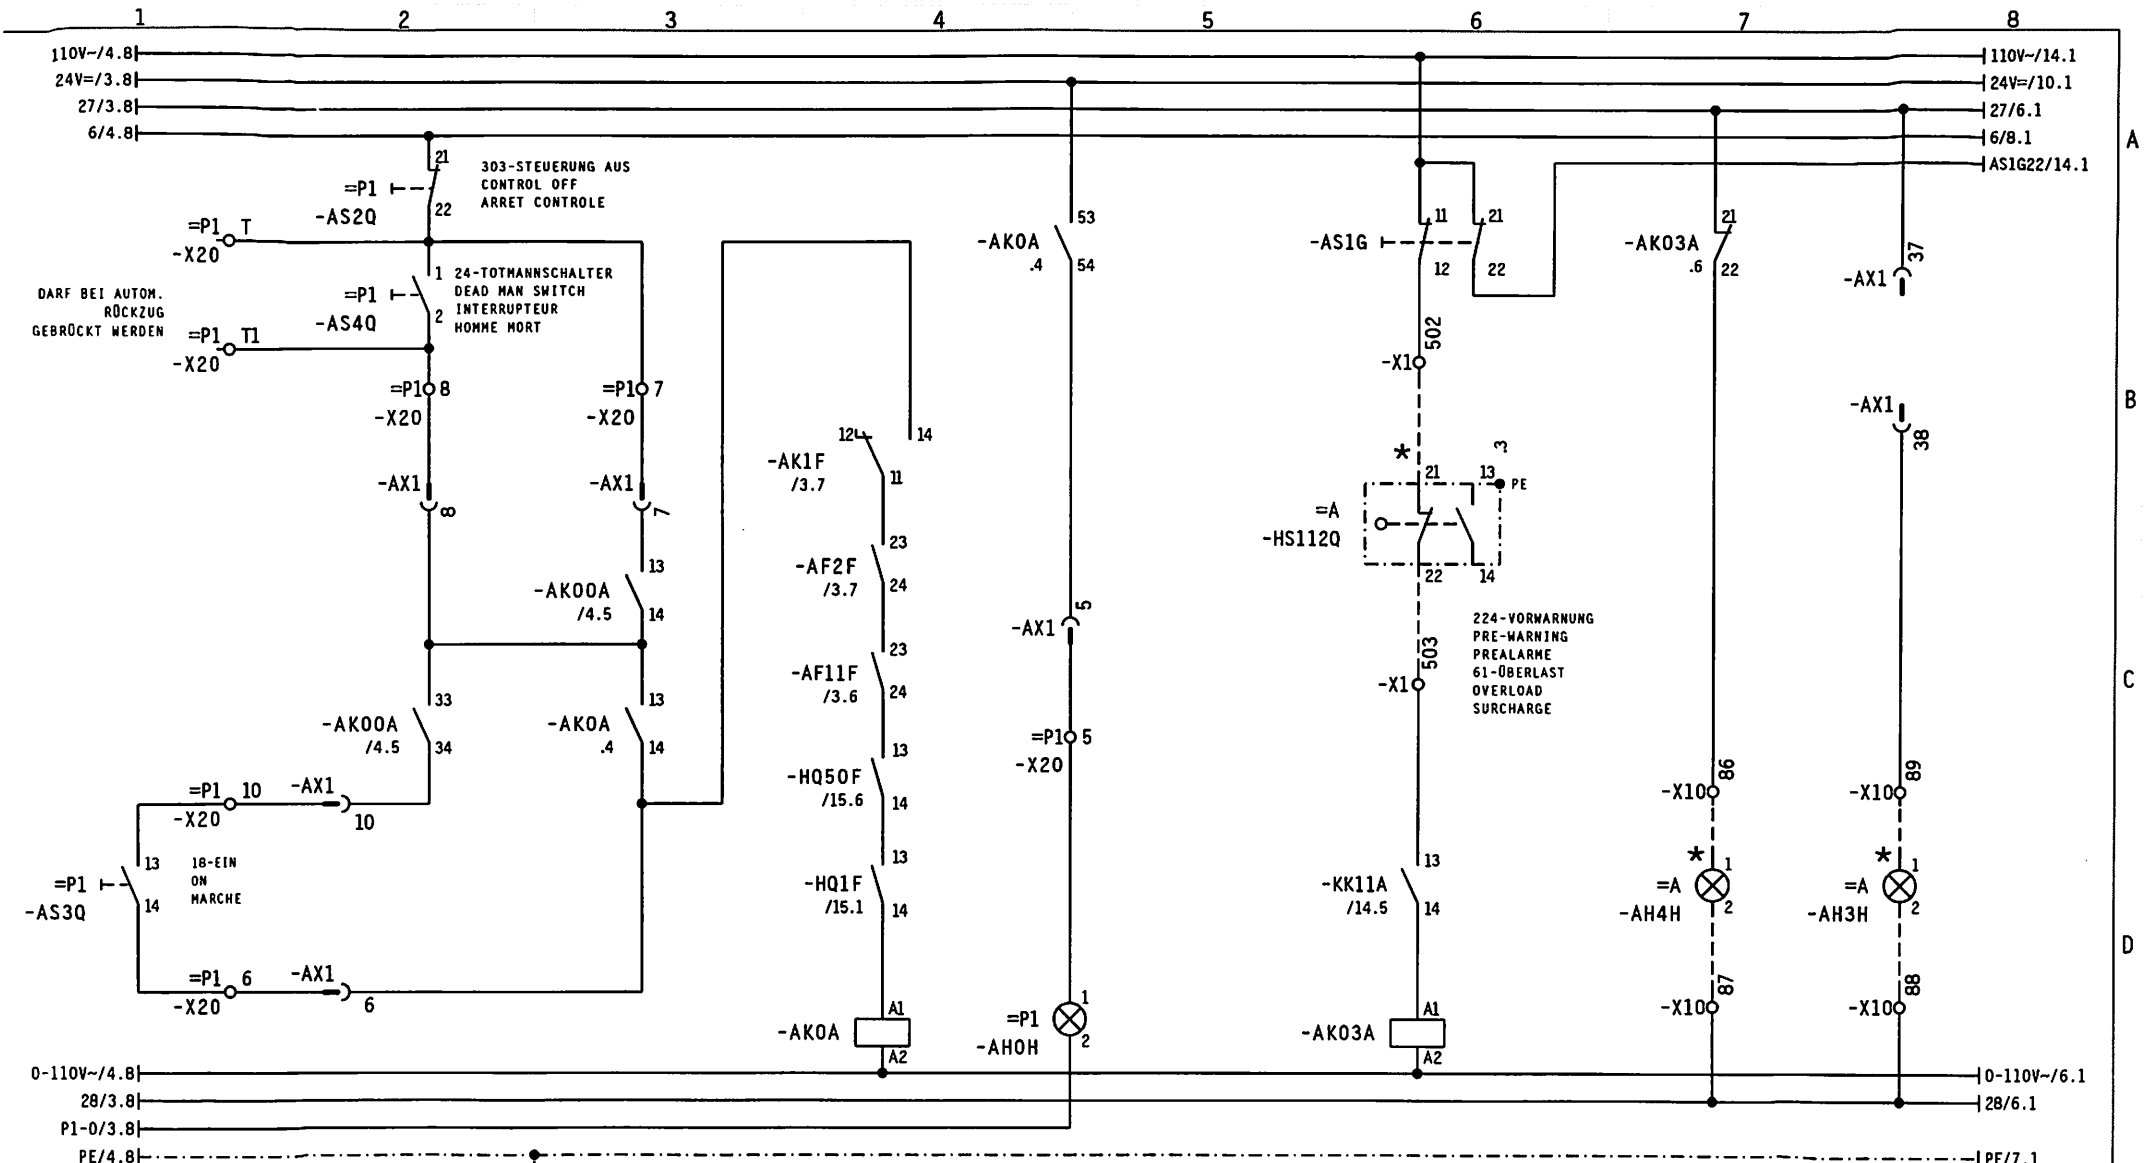 1 2 3 4 5 6 7 8
110V~/4.8
24V=/3.8
27/3.8
6/4.8
110V~/14.1
24V=/10.1
27/6.1
6/8.1
AS1G22/14.1
A
B
C
D
21
=P1
-AS2Q
22
303-STEUERUNG AUS
CONTROL OFF
ARRET CONTROLE
=P1 T
-X20
1
=P1
-AS4Q
2
24-TOTMANNSCHALTER
DEAD MAN SWITCH
INTERRUPTEUR
HOMME MORT
DARF BEI AUTOM.
RÜCKZUG
GEBRÜCKT WERDEN
=P1 T1
-X20
=P1 8
-X20
=P1 7
-X20
-AX1
8
-AX1
7
13
-AK00A
/4.5
14
33
-AK00A
/4.5
34
13
-AK0A
.4
14
=P1 10
-X20
-AX1
10
13
=P1
-AS3Q
14
18-EIN
ON
MARCHE
=P1 6
-X20
-AX1
6
12
14
-AK1F
/3.7
11
23
-AF2F
/3.7
24
23
-AF11F
/3.6
24
13
-HQ50F
/15.6
14
13
-HQ1F
/15.1
14
A1
-AK0A
A2
53
-AK0A
.4
54
5
-AX1
=P1 5
-X20
1
=P1
-AH0H
2
11
21
-AS1G
12
22
502
-X1
*
21
13
.3
PE
=A
-HS112Q
22
14
503
-X1
224-VORWARNUNG
PRE-WARNING
PREALARME
61-ÜBERLAST
OVERLOAD
SURCHARGE
13
-KK11A
/14.5
14
A1
-AK03A
A2
21
-AK03A
.6
22
86
-X10
*
1
=A
-AH4H
2
87
-X10
37
-AX1
-AX1
38
89
-X10
*
1
=A
-AH3H
2
88
-X10
0-110V~/4.8
28/3.8
P1-0/3.8
PE/4.8
0-110V~/6.1
28/6.1
PE/7.1